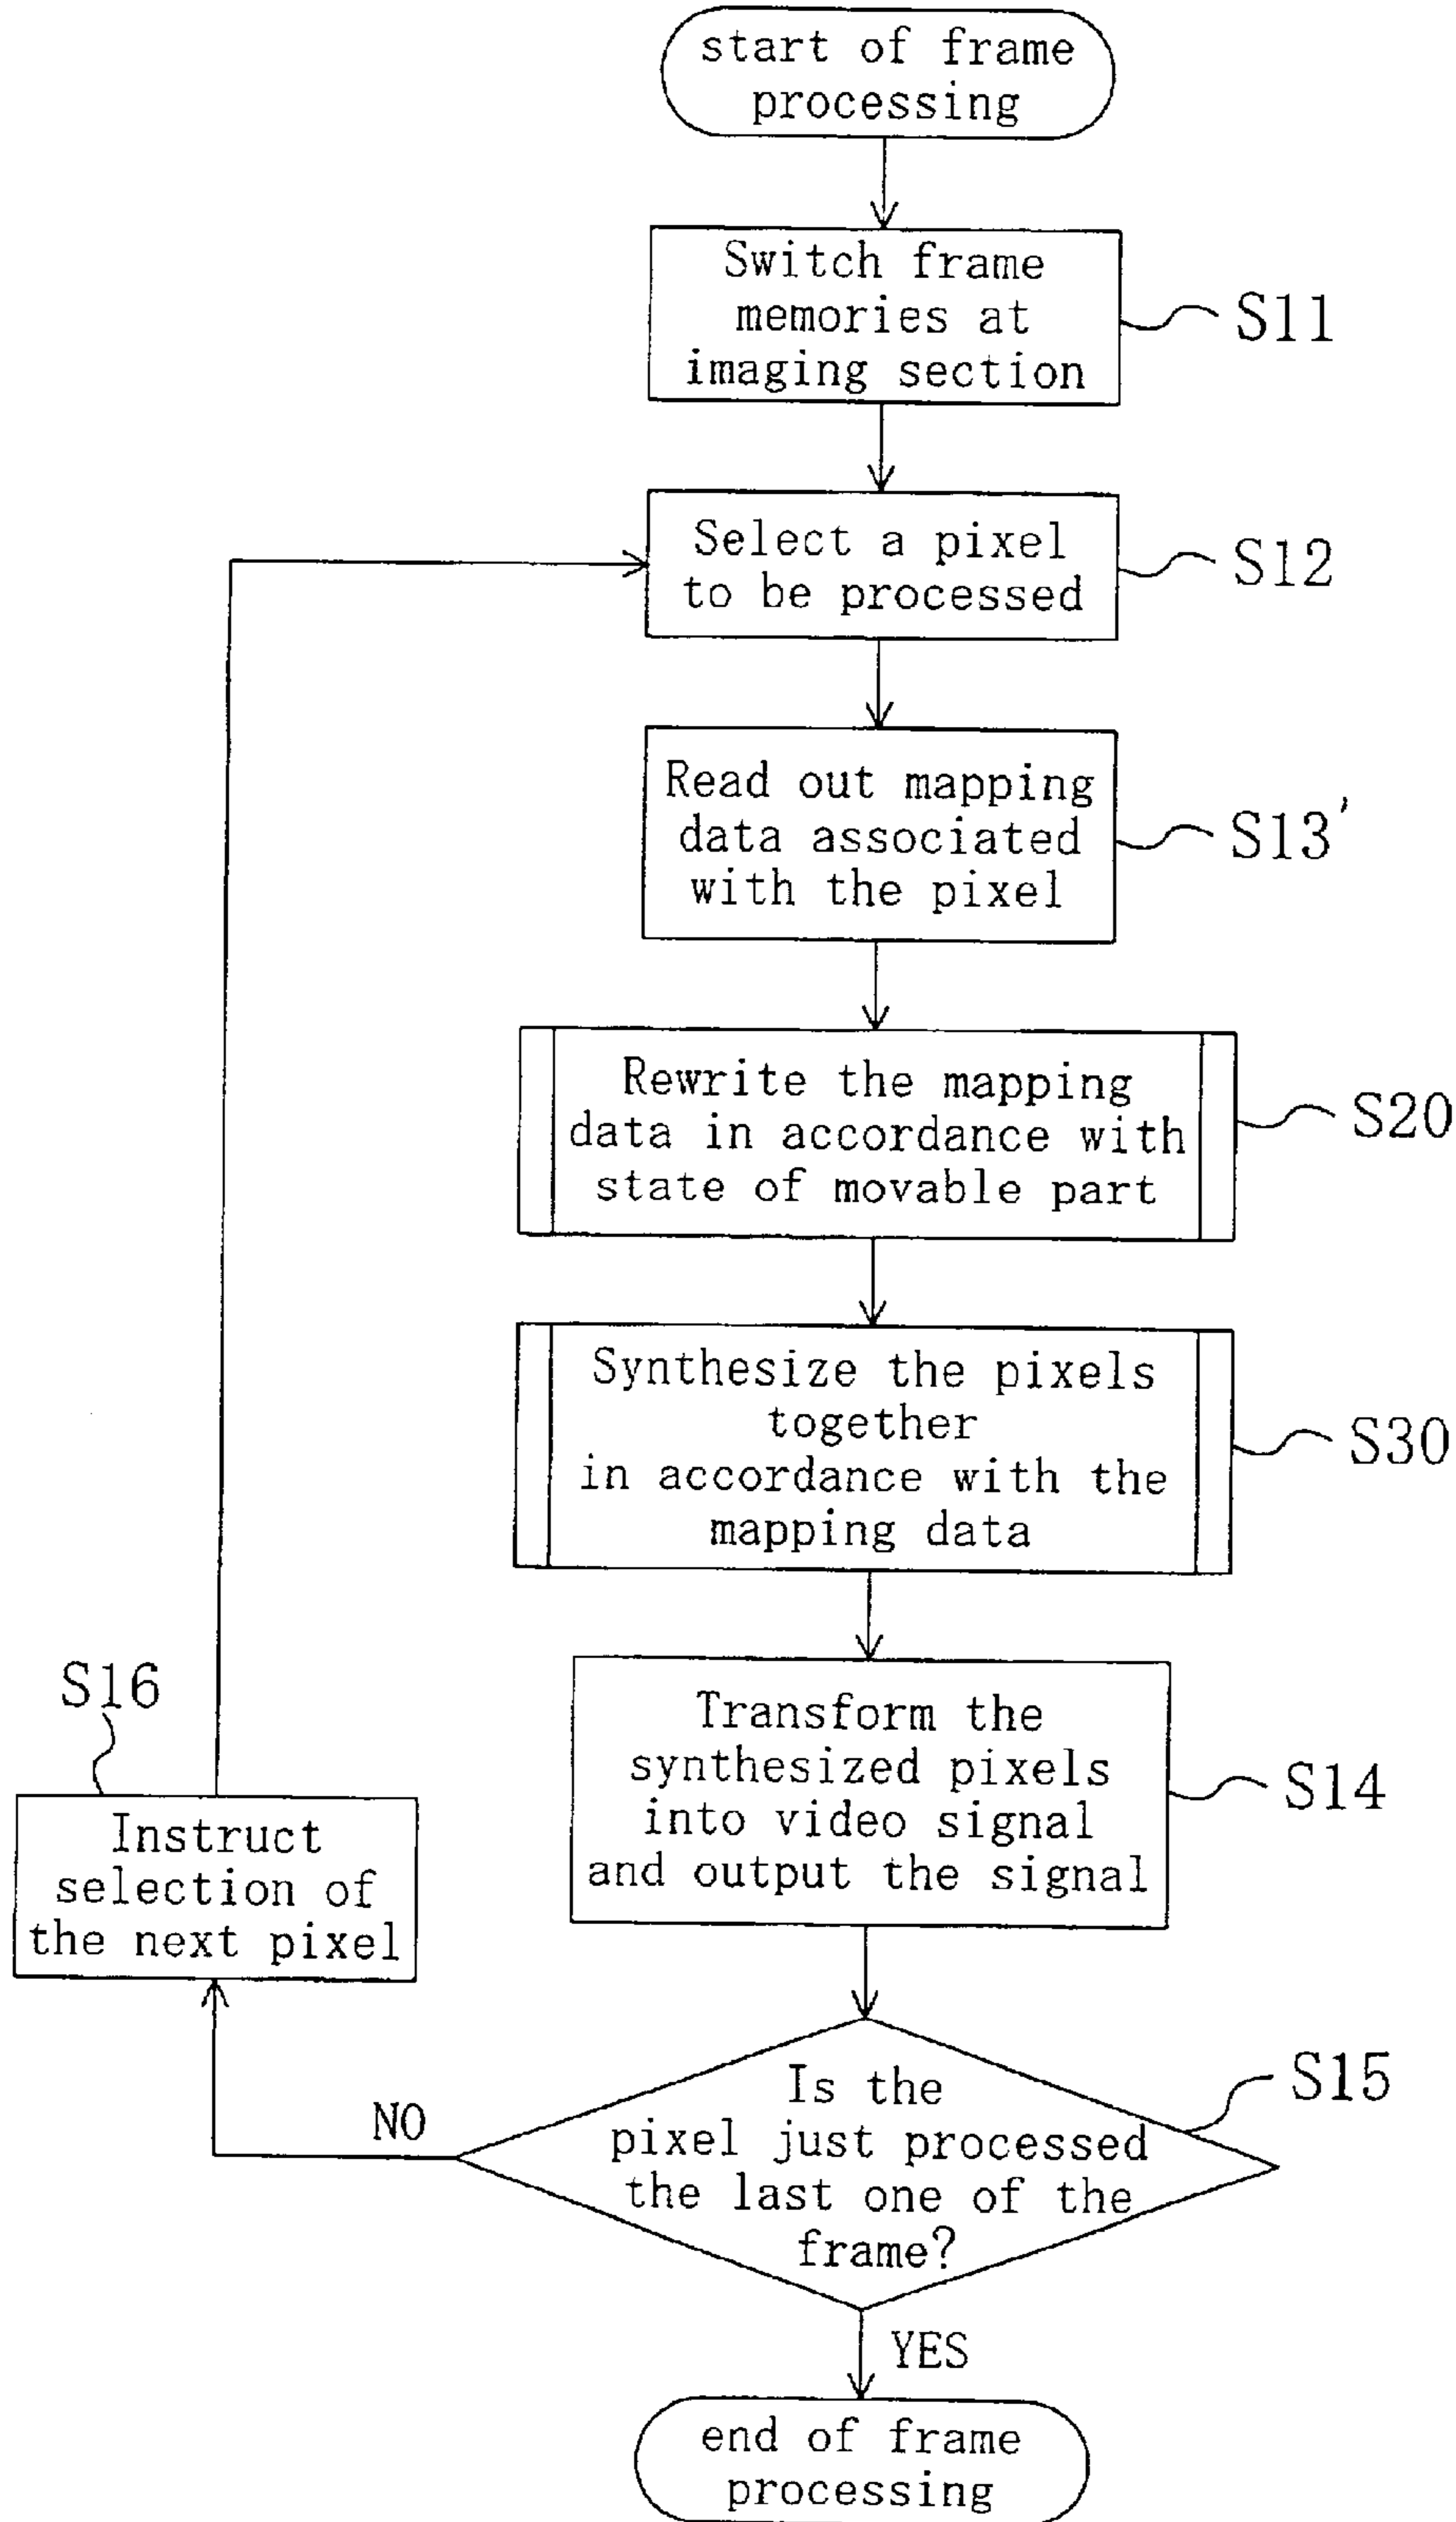 start of frame
processing
Switch frame
memories at
imaging section
S11
Select a pixel
to be processed
S12
Read out mapping
data associated
with the pixel
S13'
Rewrite the mapping
data in accordance with
state of movable part
S20
Synthesize the pixels
together
in accordance with the
mapping data
S30
Transform the
synthesized pixels
into video signal
and output the signal
S14
S16
Instruct
selection of
the next pixel
Is the
pixel just processed
the last one of the
frame?
S15
NO
YES
end of frame
processing